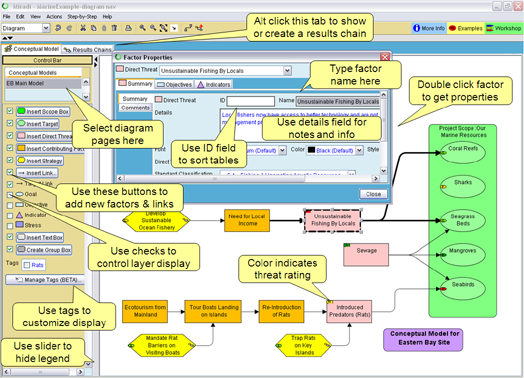 Miradi - MarineExample-diagram.nav
File Edit Actions Step-by-Step Help
Diagram
More Info Examples Workshop
Alt click this tab to show
or create a results chain
Conceptual Model Results Chains
Control Bar
Conceptual Models
EB Main Model
Select diagram
pages here
Insert Scope Box
Insert Target
Insert Direct
Insert Contributing
Insert Strategy
Insert Link...
Goal
Indicator
Stress
Insert Text Box
Create Group Box
Tags Rats
Manage Tags (BETA)...
Use these buttons to
add new factors & links
Use checks to
control layer display
Use tags to
customize display
Use slider to
hide legend
Factor Properties
Direct Threat Unsustainable Fishing By Locals
Summary Objectives Indicators
Summary
Comments
Direct Threat
ID Name Unsustainable Fishing By Locals
Details
Local fishers now have access to better technology and are not
Type factor
name here
Use details field for
notes and info
Use ID field
to sort tables
(Default) Color Black (Default) Style
Standard Classification
Close
Double click factor
to get properties
Project Scope :Our
Marine Resources
Coral Reefs
Sharks
Seagrass
Beds
Mangroves
Seabirds
Develop
Sustainable
Ocean Fishery
Need for Local
Income
Unsustainable
Fishing By Locals
Sewage
Color indicates
threat rating
Ecotourism from
Mainland
Tour Boats Landing
on Islands
Re-Introduction
of Rats
Introduced
Predators (Rats)
Mandate Rat
Barriers on
Visiting Boats
Trap Rats
on Key
Islands
Conceptual Model for
Eastern Bay Site